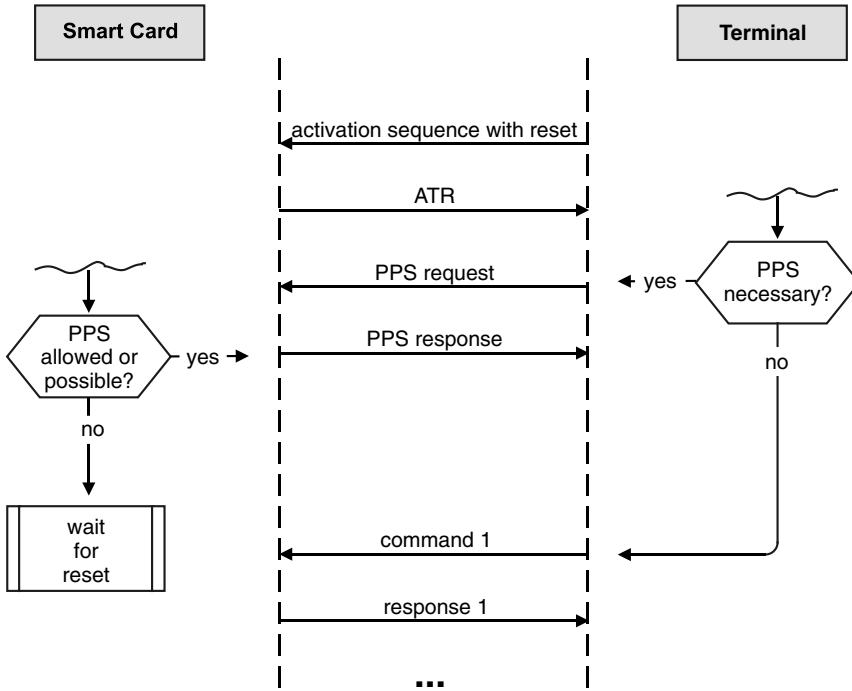 Smart Card
Terminal
activation sequence with reset
ATR
PPS request
yes
PPS
necessary?
PPS
allowed or
possible?
yes
PPS response
no
no
wait
for
reset
command 1
response 1
...